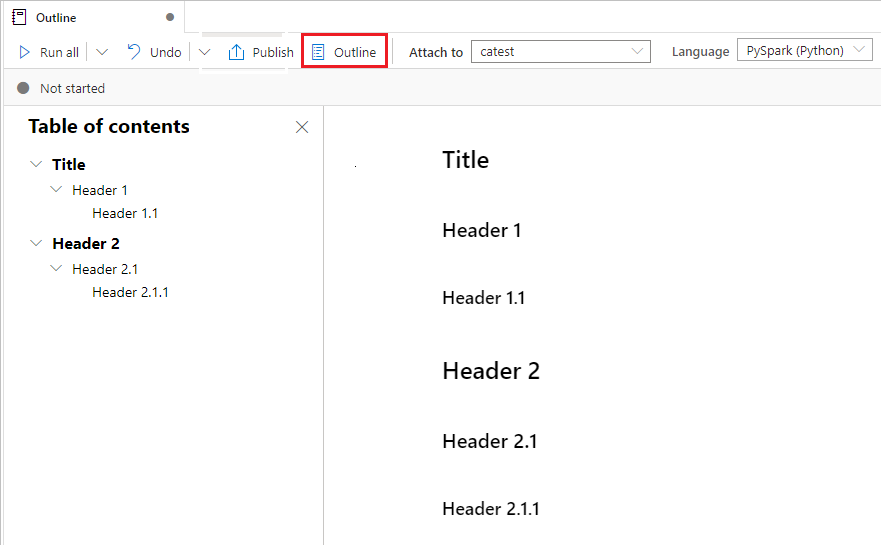 Outline
Run all Undo Publish Outline Attach to catest Language PySpark (Python)
Not started
Table of contents
Title
Header 1
Header 1.1
Header 2
Header 2.1
Header 2.1.1
Title
Header 1
Header 1.1
Header 2
Header 2.1
Header 2.1.1